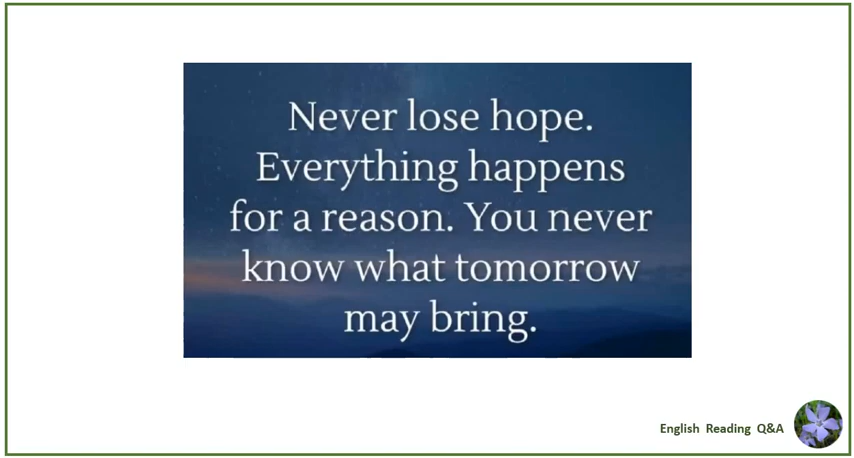 Never lose hope.
Everything happens
for a reason. You never
know what tomorrow
may bring.
English Reading Q&A